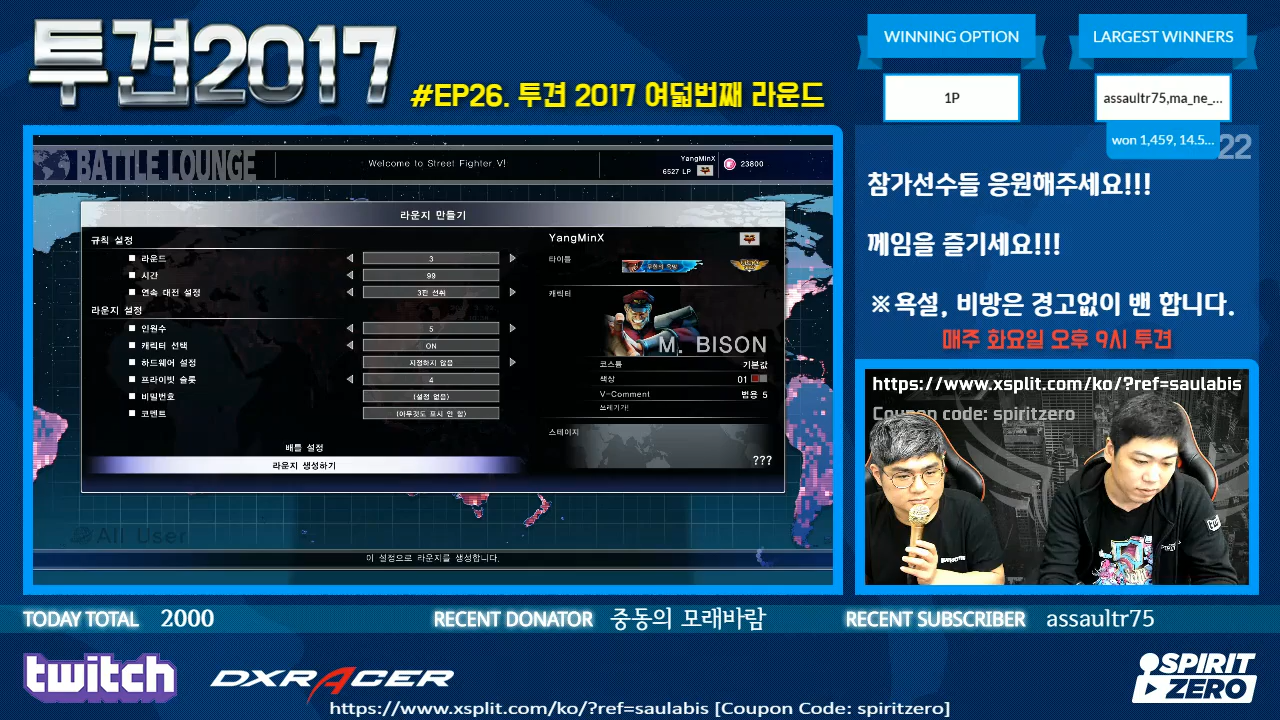 투견2017
#EP26. 투견 2017 여덟번째 라운드
WINNING OPTION
1P
LARGEST WINNERS
assaultr75,ma_ne_...
won 1,459, 14.5...
22
참가선수들 응원해주세요!!!
께임을 즐기세요!!!
※욕설, 비방은 경고없이 밴 합니다.
매주 화요일 오후 9시 투견
BATTLE LOUNGE
Welcome to Street Fighter V!
YangMinX
6527 LP
23800
라운지 만들기
규칙 설정
라운드 3
시간 99
연속 대전 설정 3판 선취
라운지 설정
인원수 5
캐릭터 선택 ON
하드웨어 설정 지정하지 않음
프라이빗 슬롯 4
비밀번호 (설정 없음)
코멘트 (아무것도 표시 안 함)
배틀 설정
라운지 생성하기
YangMinX
타이틀
캐릭터
M. BISON
코스튬 기본값
색상 01
V-Comment 범용 5
쓰레기가!
스테이지
???
All User
이 설정으로 라운지를 생성합니다.
https://www.xsplit.com/ko/?ref=saulabis
Coupon code: spiritzero
TODAY TOTAL 2000
RECENT DONATOR 중동의 모래바람
RECENT SUBSCRIBER assaultr75
twitch
DXRACER
SPIRIT ZERO
https://www.xsplit.com/ko/?ref=saulabis [Coupon Code: spiritzero]